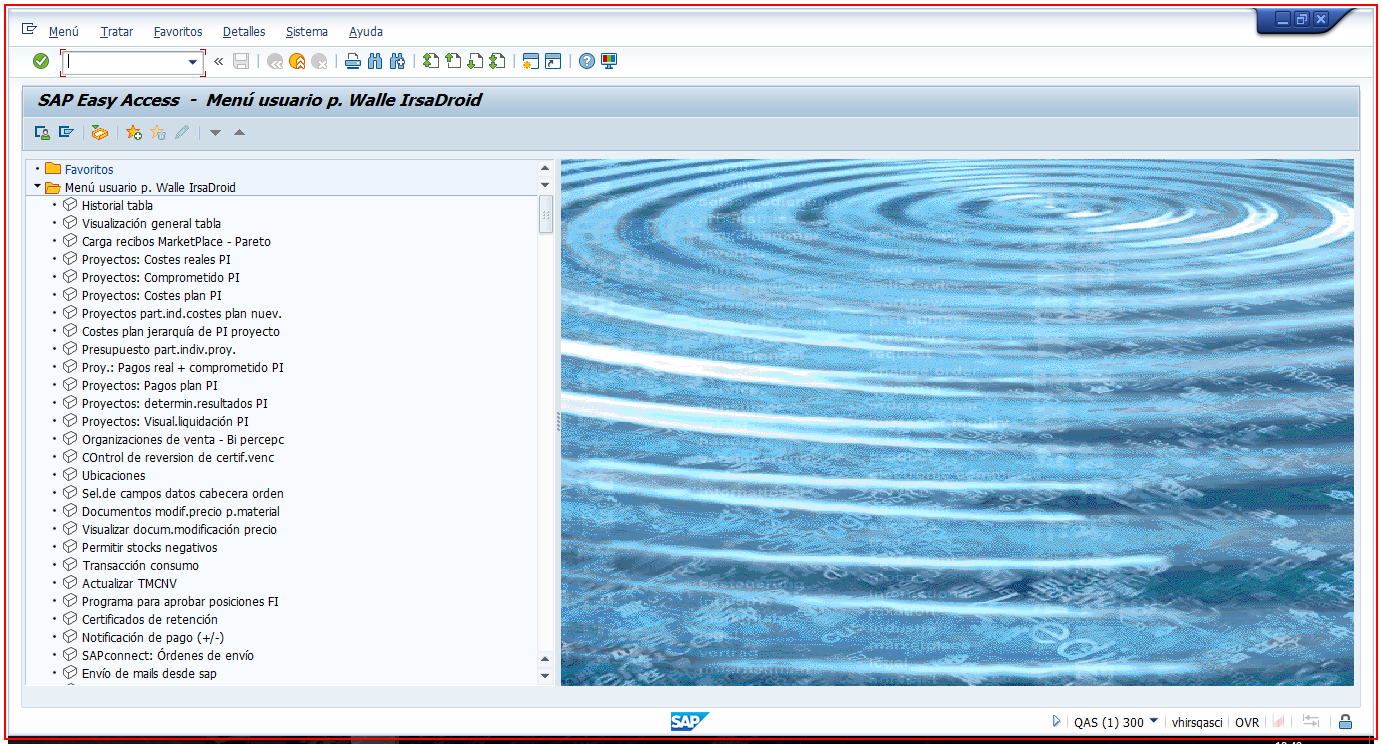 Menú Tratar Favoritos Detalles Sistema Ayuda
SAP Easy Access - Menú usuario p. Walle IrsaDroid
Favoritos
Menú usuario p. Walle IrsaDroid
Historial tabla
Visualización general tabla
Carga recibos MarketPlace - Pareto
Proyectos: Costes reales PI
Proyectos: Comprometido PI
Proyectos: Costes plan PI
Proyectos part.ind.costes plan nuev.
Costes plan jerarquía de PI proyecto
Presupuesto part.indiv.proy.
Proy.: Pagos real + comprometido PI
Proyectos: Pagos plan PI
Proyectos: determin.resultados PI
Proyectos: Visual.liquidación PI
Organizaciones de venta - Bi percepc
COntrol de reversion de certif.venc
Ubicaciones
Sel.de campos datos cabecera orden
Documentos modif.precio p.material
Visualizar docum.modificación precio
Permitir stocks negativos
Transacción consumo
Actualizar TMCNV
Programa para aprobar posiciones FI
Certificados de retención
Notificación de pago (+/-)
SAPconnect: Órdenes de envío
Envío de mails desde sap
marketplace
SAP
QAS (1) 300 vhirsqasci OVR